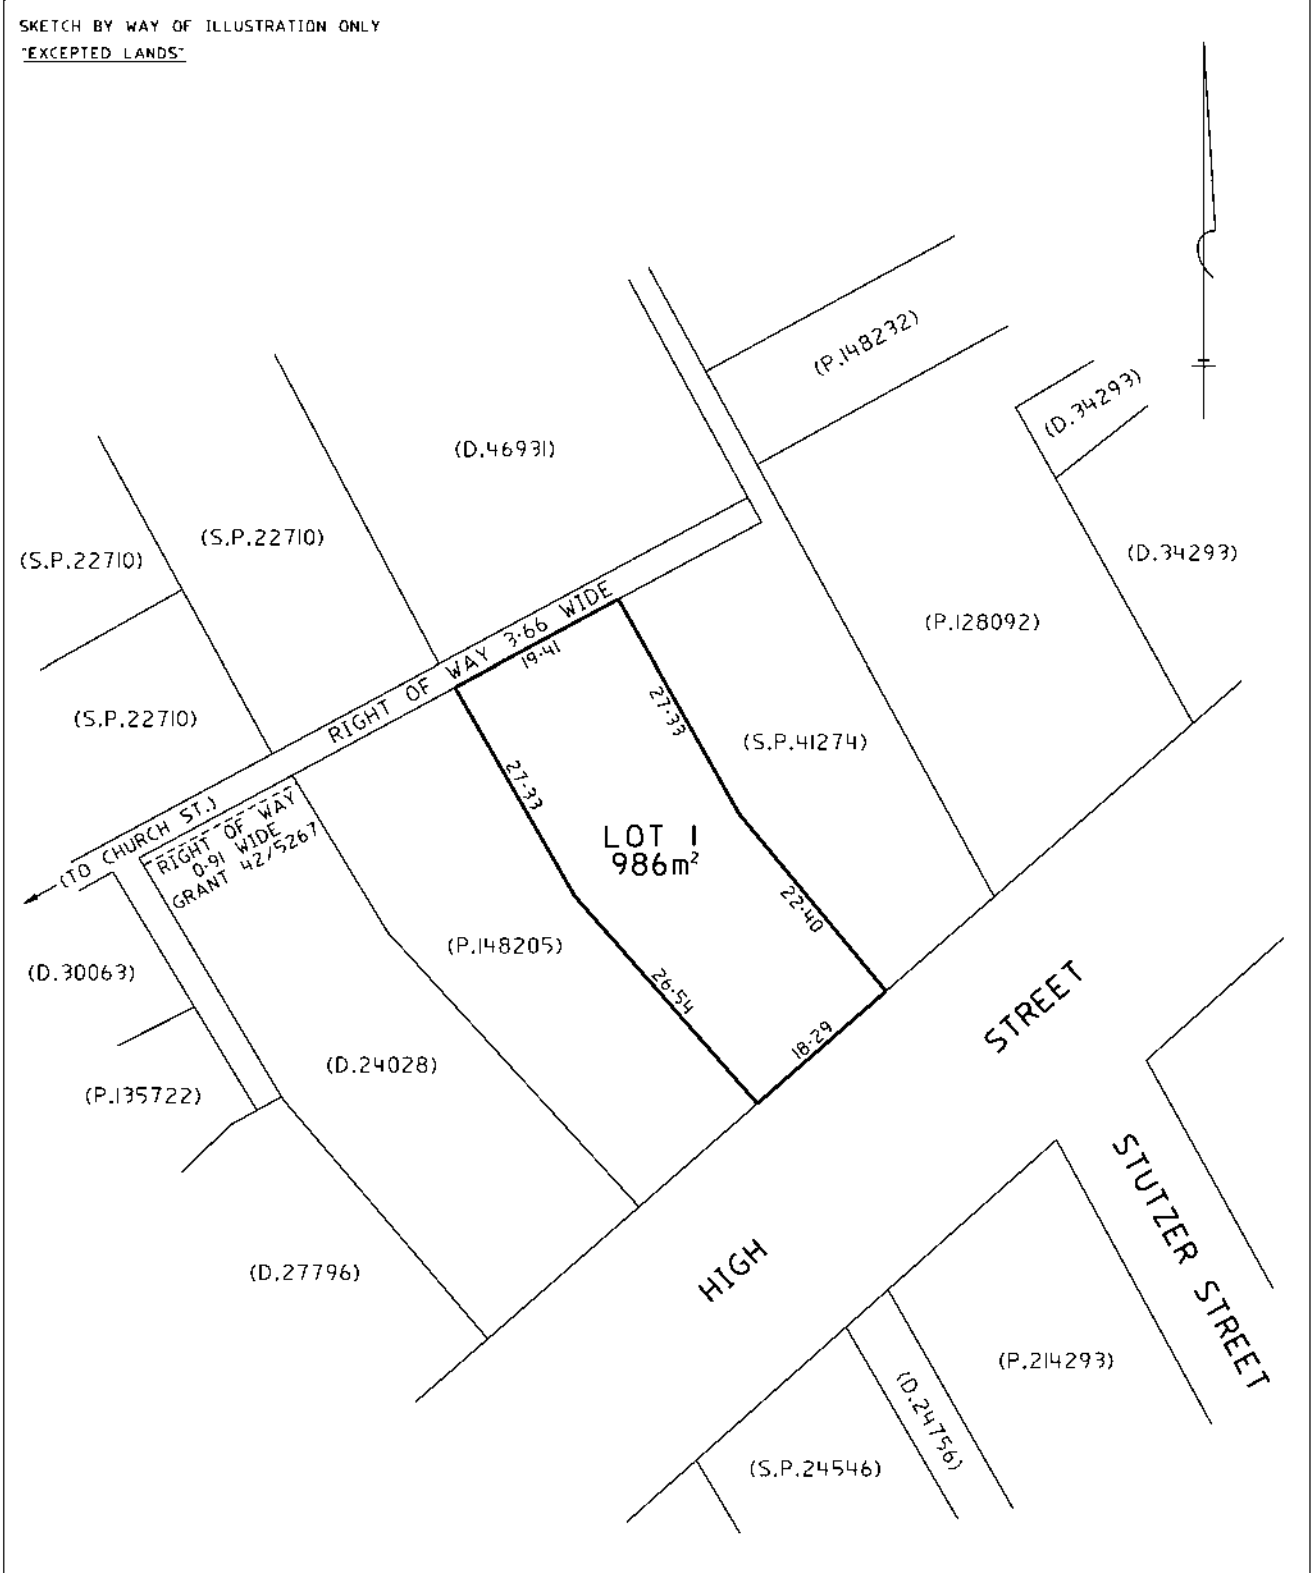 SKETCH BY WAY OF ILLUSTRATION ONLY
"EXCEPTED LANDS"
(P.148232)
(D.34293)
(D.46931)
(S.P.22710)
(S.P.22710)
(D.34293)
(P.128092)
RIGHT OF WAY 3·66 WIDE
19·41
(S.P.22710)
27·33
(S.P.41274)
27·33
(TO CHURCH ST.)
RIGHT OF WAY
0·91 WIDE
GRANT 42/5267
LOT 1
986m²
22·40
(P.148205)
(D.30063)
26·54
STREET
18·29
(D.24028)
(P.135722)
HIGH
STUTZER STREET
(D.27796)
(P.214293)
(D.24756)
(S.P.24546)